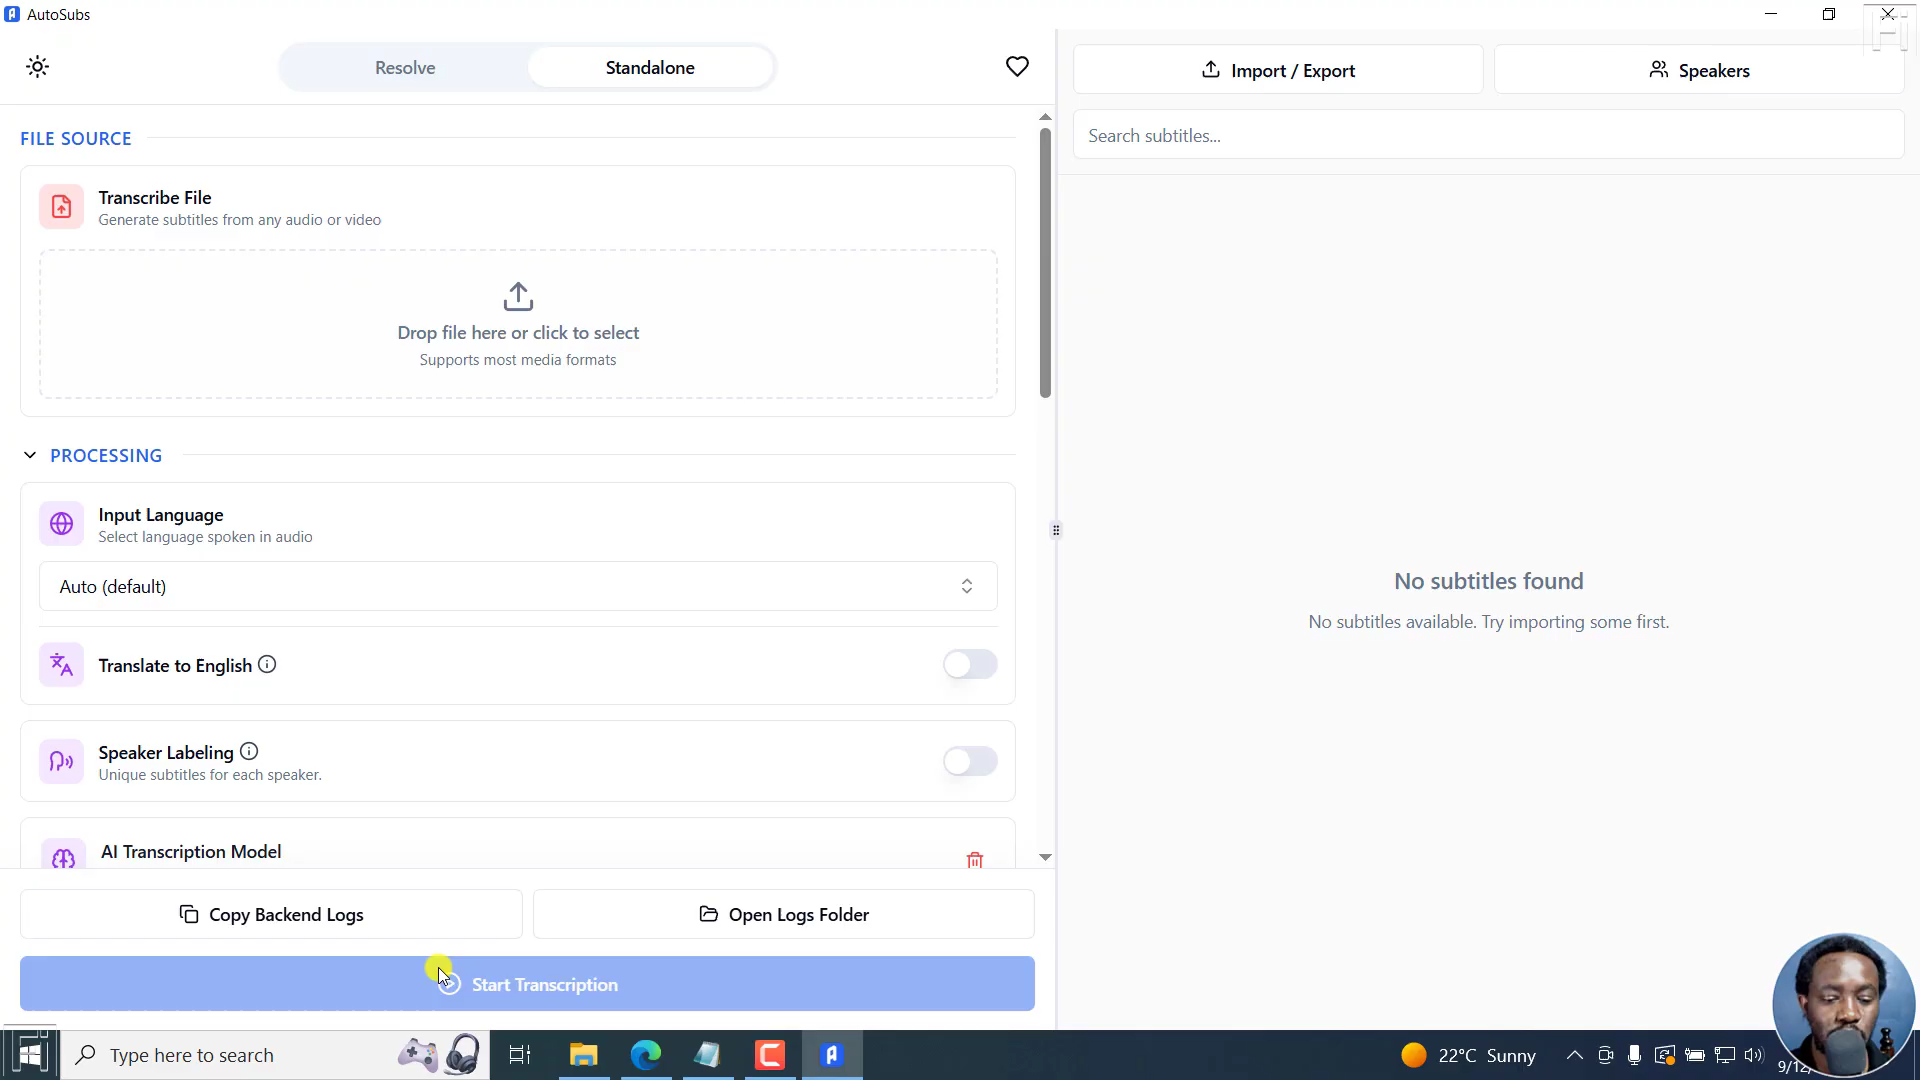 AutoSubs
Resolve
Standalone
Import / Export
Speakers
Search subtitles...
FILE SOURCE
Transcribe File
Generate subtitles from any audio or video
Drop file here or click to select
Supports most media formats
PROCESSING
Input Language
Select language spoken in audio
Auto (default)
Translate to English
Speaker Labeling
Unique subtitles for each speaker.
AI Transcription Model
No subtitles found
No subtitles available. Try importing some first.
Copy Backend Logs
Open Logs Folder
Start Transcription
Type here to search
22°C Sunny